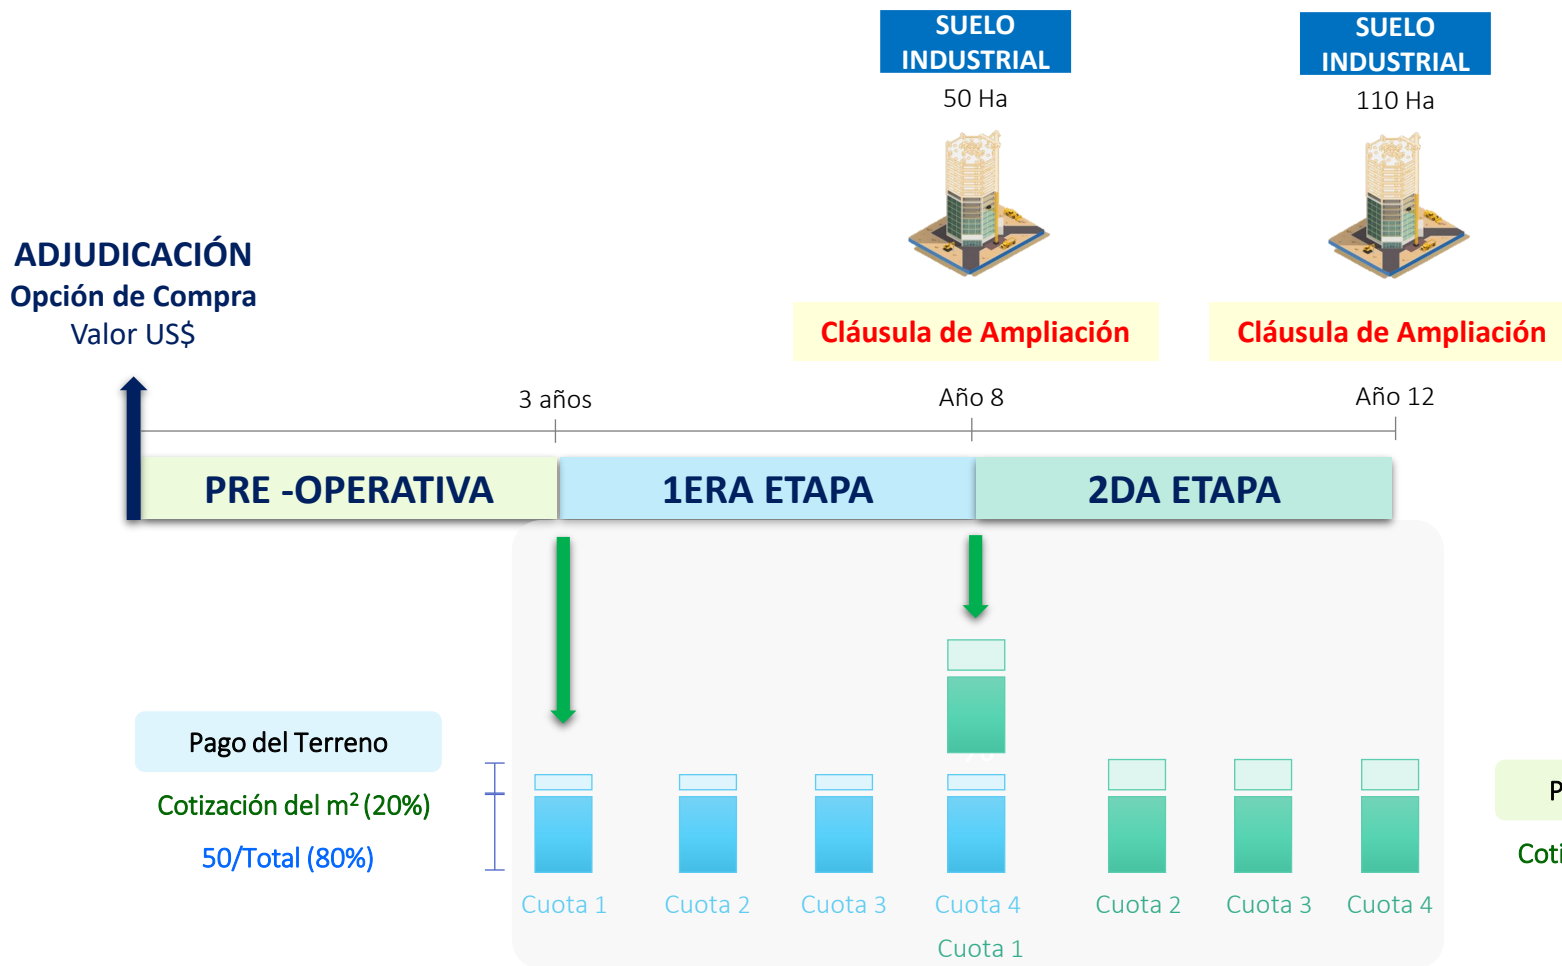 SUELO
INDUSTRIAL
50 Ha
SUELO
INDUSTRIAL
110 Ha
ADJUDICACIÓN
Opción de Compra
Valor US$
Cláusula de Ampliación
Cláusula de Ampliación
3 años
Año 8
Año 12
PRE -OPERATIVA
1ERA ETAPA
2DA ETAPA
Pago del Terreno
Cotización del m² (20%)
50/Total (80%)
Cuota 1
Cuota 2
Cuota 3
Cuota 4
Cuota 2
Cuota 3
Cuota 4
Cuota 1
P
Coti